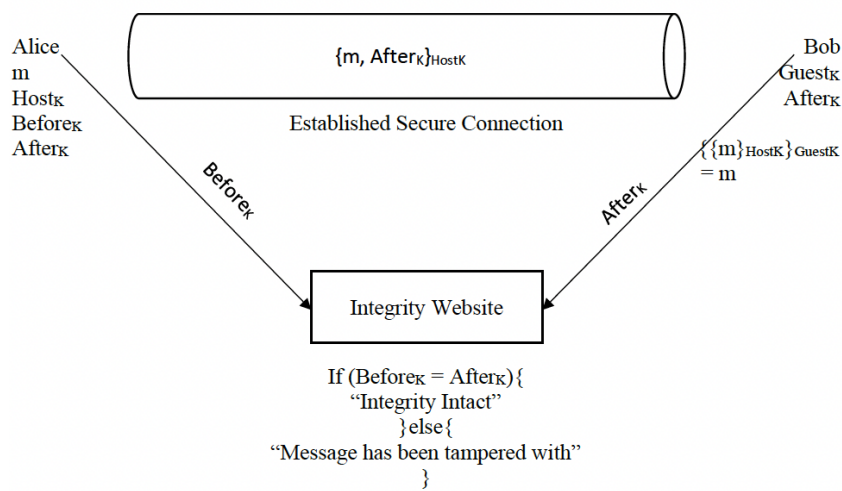 Alice
m
HostK
BeforeK
AfterK
{m, AfterK}HostK
Established Secure Connection
Bob
GuestK
AfterK
{{m}HostK}GuestK
= m
BeforeK
AfterK
Integrity Website
If (BeforeK = AfterK){
“Integrity Intact”
}else{
“Message has been tampered with”
}